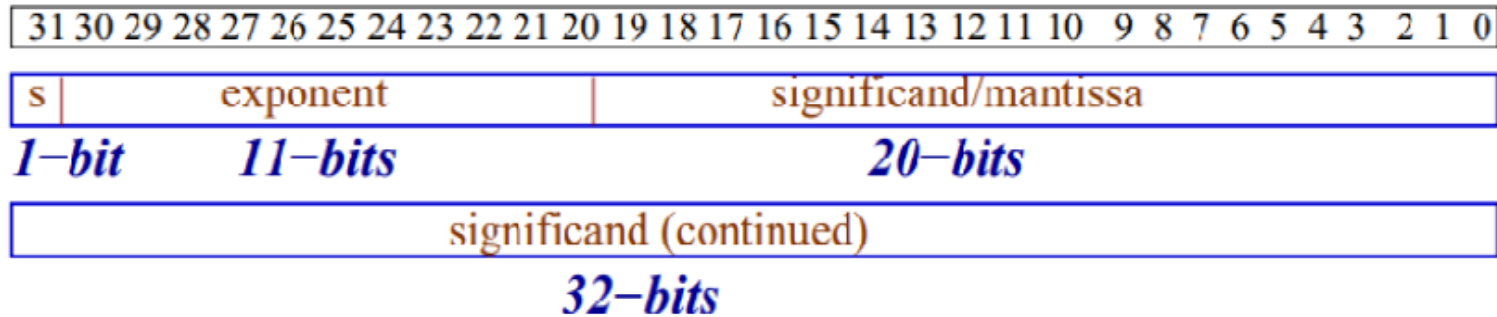 31 30 29 28 27 26 25 24 23 22 21 20 19 18 17 16 15 14 13 12 11 10 9 8 7 6 5 4 3 2 1 0
s exponent significand/mantissa
1-bit 11-bits 20-bits
significand (continued)
32-bits